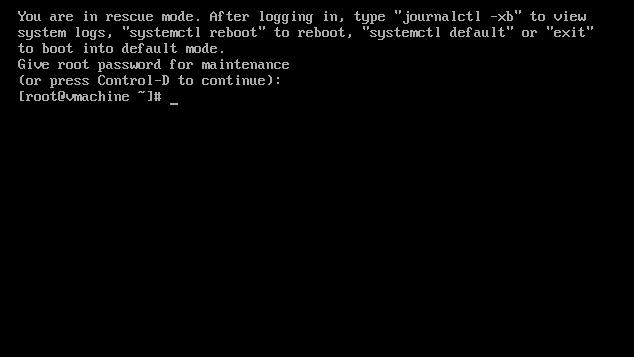 You are in rescue mode. After logging in, type "journalctl -xb" to view
system logs, "systemctl reboot" to reboot, "systemctl default" or "exit"
to boot into default mode.
Give root password for maintenance
(or press Control-D to continue):
[root@vmachine ~]# _